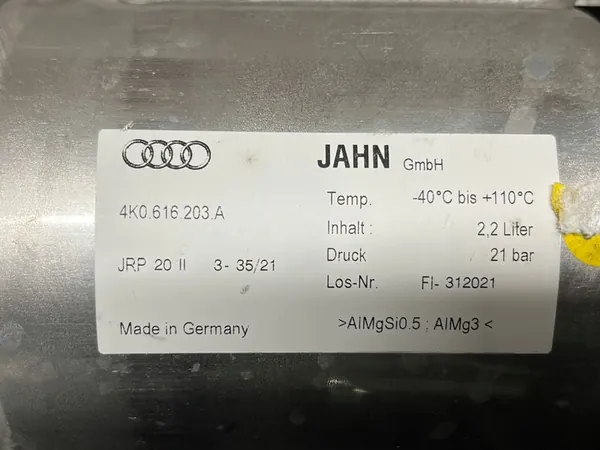 JAHN GmbH
4K0.616.203.A
Temp. -40°C bis +110°C
Inhalt : 2,2 Liter
JRP 20 II 3- 35/21
Druck 21 bar
Los-Nr. FI- 312021
Made in Germany
>AlMgSi0.5 ; AlMg3 <